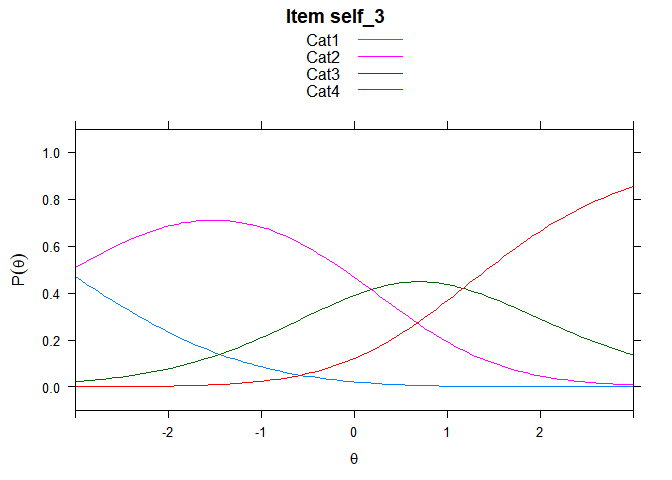 Item self_3
Cat1
Cat2
Cat3
Cat4
1.0
0.8
0.6
0.4
0.2
0.0
P(θ)
-2 -1 0 1 2
θ